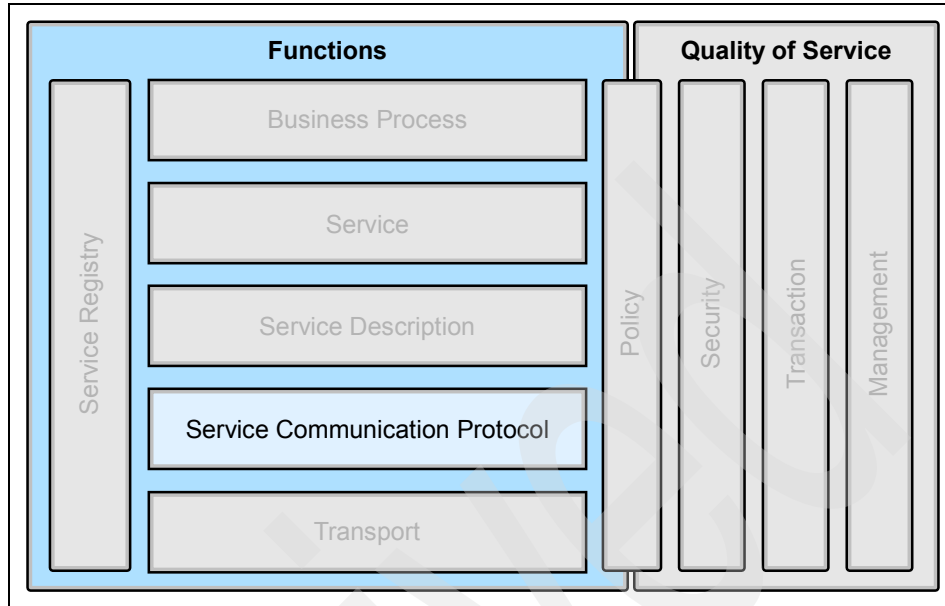 Functions
Quality of Service
Service Registry
Business Process
Service
Service Description
Service Communication Protocol
Transport
Policy
Security
Transaction
Management